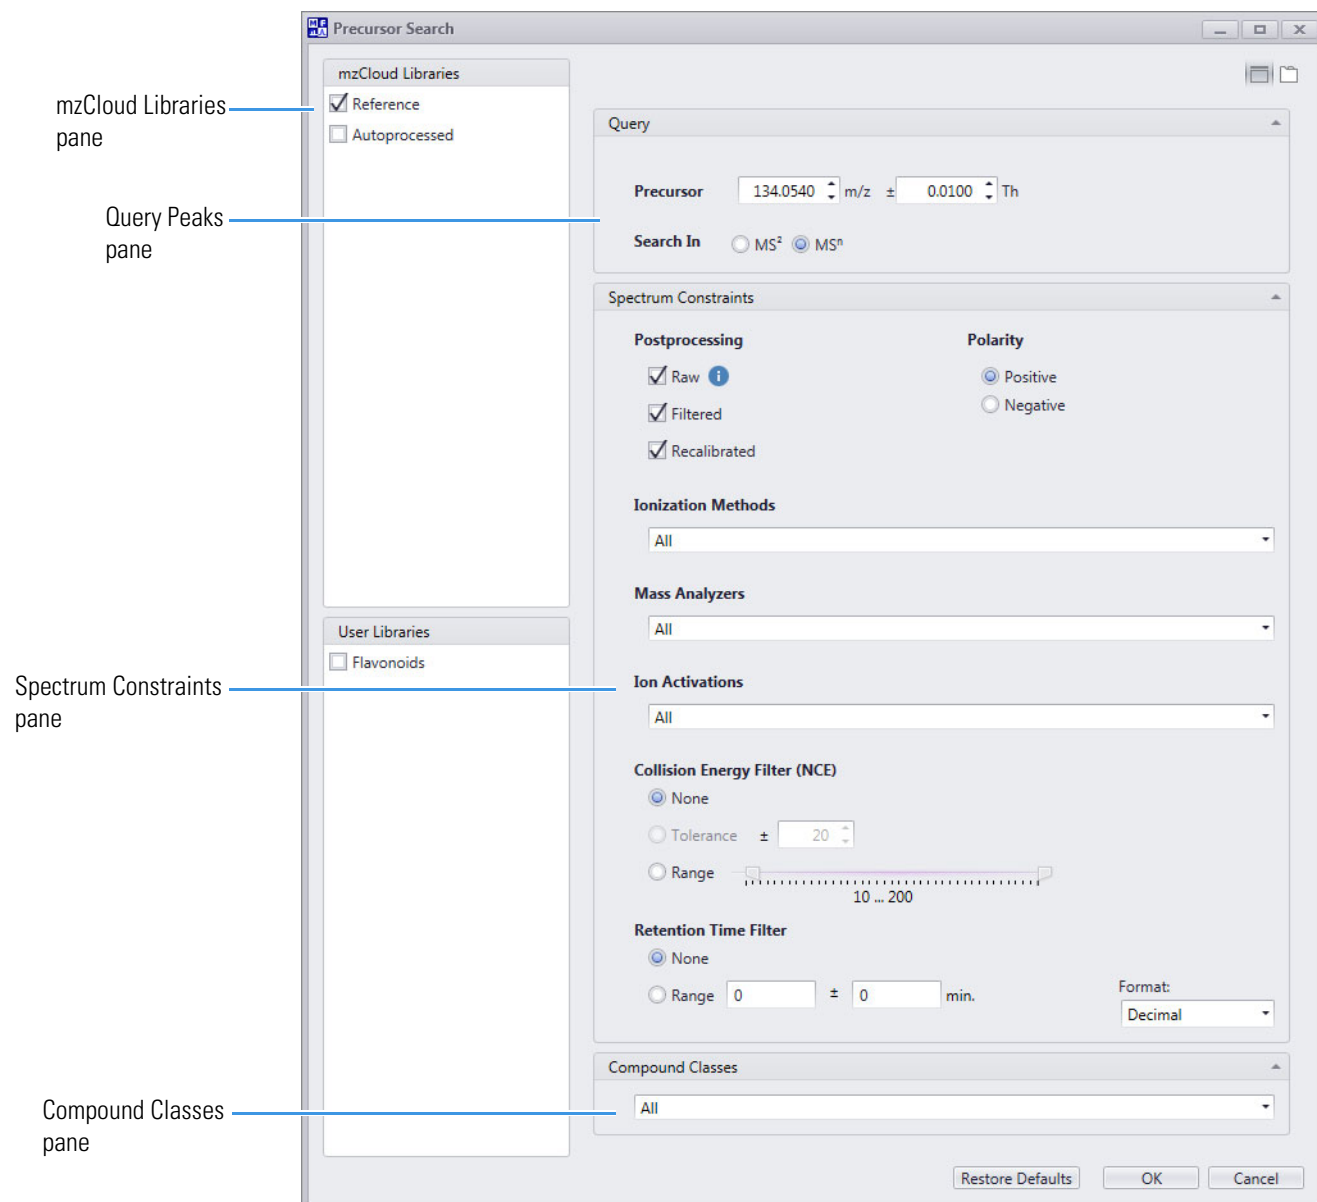 Precursor Search
mzCloud Libraries
Reference
Autoprocessed
mzCloud Libraries
pane
Query
Precursor 134.0540 m/z ± 0.0100 Th
Search In MS² MSⁿ
Query Peaks
pane
Spectrum Constraints
Postprocessing
Raw
Filtered
Recalibrated
Polarity
Positive
Negative
Ionization Methods
All
Mass Analyzers
All
User Libraries
Flavonoids
Spectrum Constraints
pane
Ion Activations
All
Collision Energy Filter (NCE)
None
Tolerance ± 20
Range
10 ... 200
Retention Time Filter
None
Range 0 ± 0 min.
Format:
Decimal
Compound Classes
All
Compound Classes
pane
Restore Defaults OK Cancel